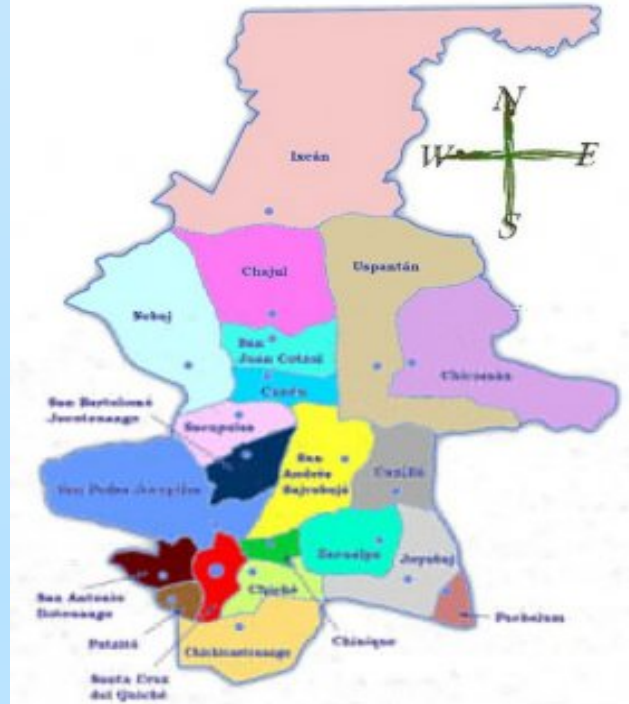 Ixcán
N
W E
S
Chajul
Uspantán
Nebaj
San
Juan Cotzal
Chicamán
Cunén
San Bartolomé
Jocotenango
Sacapulas
San
Andrés
Sajcabajá
Canillá
San Pedro Jocopilas
Zacualpa
Joyabaj
San Antonio
Ilotenango
Chiché
Pachalum
Patzité
Chinique
Chichicastenango
Santa Cruz
del Quiché